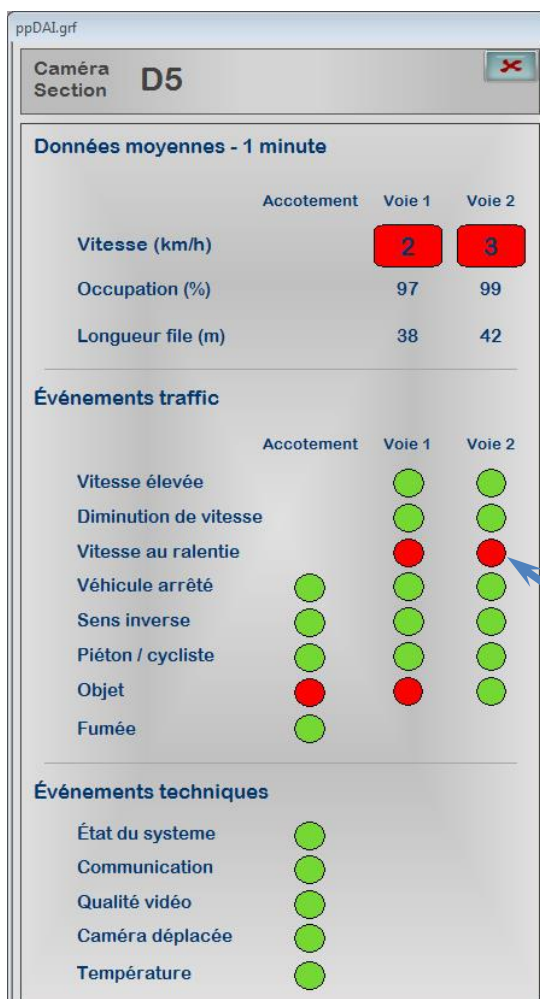 ppDAI.grf
Caméra
Section D5
Données moyennes - 1 minute
Accotement Voie 1 Voie 2
Vitesse (km/h) 2 3
Occupation (%) 97 99
Longueur file (m) 38 42
Événements traffic
Accotement Voie 1 Voie 2
Vitesse élevée
Diminution de vitesse
Vitesse au ralentie
Véhicule arrêté
Sens inverse
Piéton / cycliste
Objet
Fumée
Événements techniques
État du systeme
Communication
Qualité vidéo
Caméra déplacée
Température